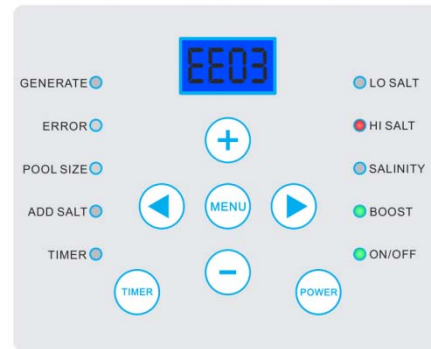 EE03
GENERATE
ERROR
POOL SIZE
ADD SALT
TIMER
LO SALT
HI SALT
SALINITY
BOOST
ON/OFF
+
MENU
−
TIMER
POWER